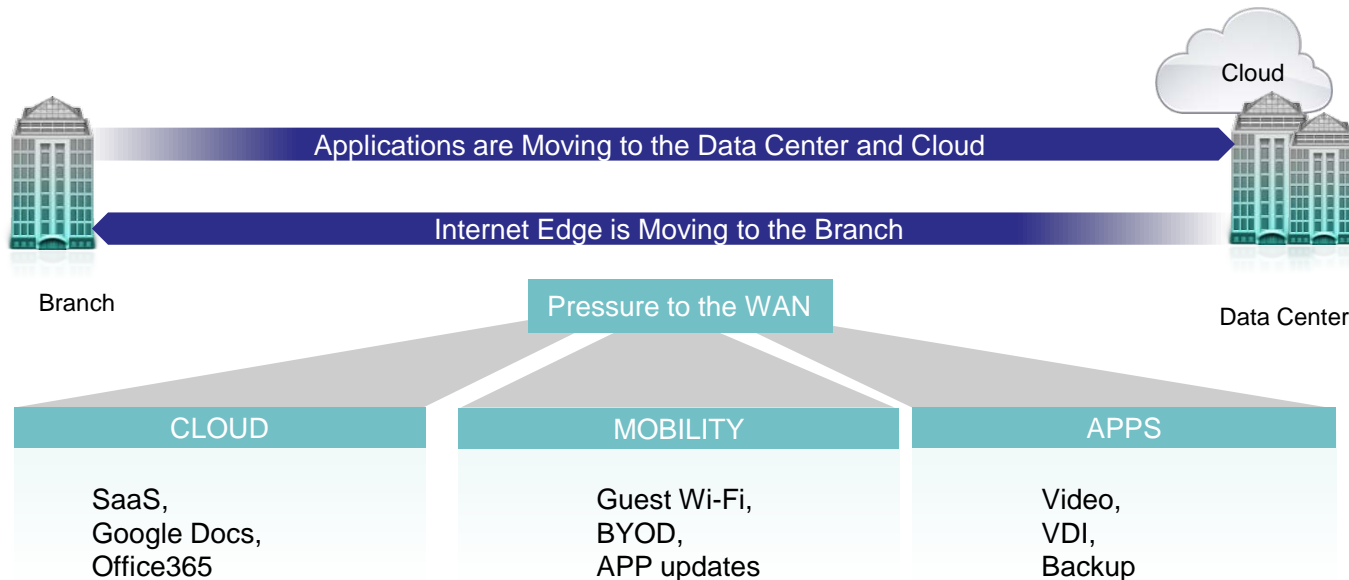 Cloud
Applications are Moving to the Data Center and Cloud
Internet Edge is Moving to the Branch
Branch
Pressure to the WAN
Data Center
CLOUD
SaaS,
Google Docs,
Office365
MOBILITY
Guest Wi-Fi,
BYOD,
APP updates
APPS
Video,
VDI,
Backup